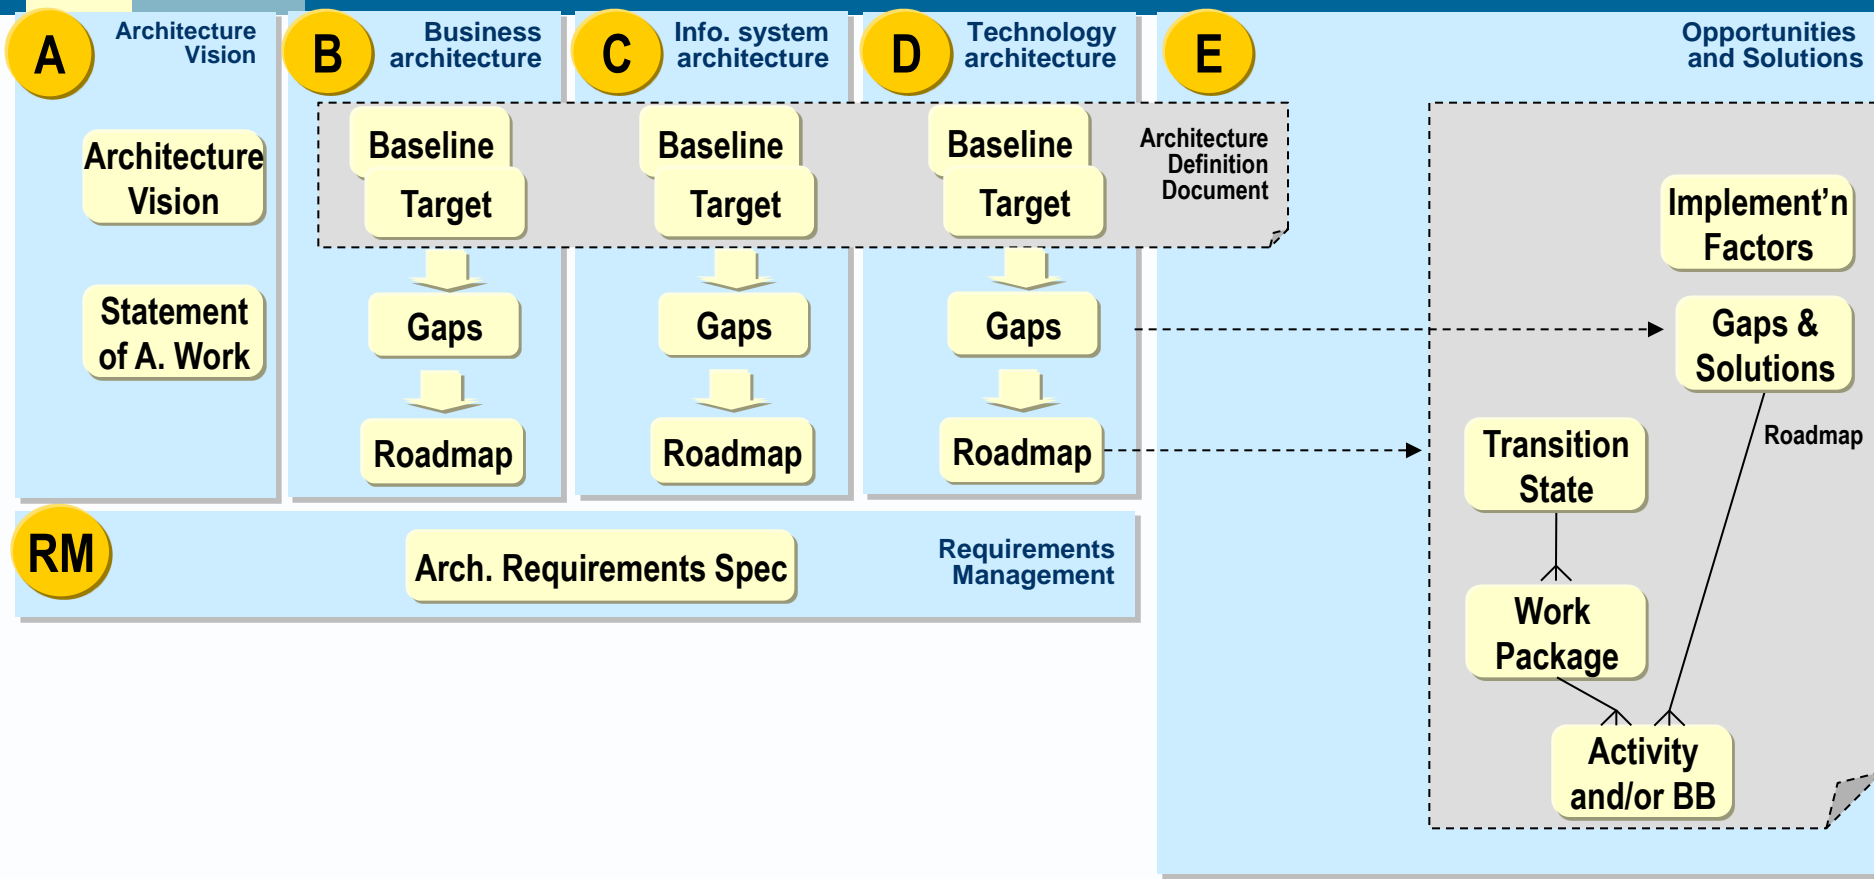 A
Architecture
Vision
Architecture
Vision
Statement
of A. Work
B
Business
architecture
Baseline
Target
Gaps
Roadmap
C
Info. system
architecture
Baseline
Target
Gaps
Roadmap
D
Technology
architecture
Baseline
Target
Gaps
Roadmap
Architecture
Definition
Document
E
Opportunities
and Solutions
Implement’n
Factors
Gaps &
Solutions
Roadmap
Transition
State
Work
Package
Activity
and/or BB
RM
Arch. Requirements Spec
Requirements
Management